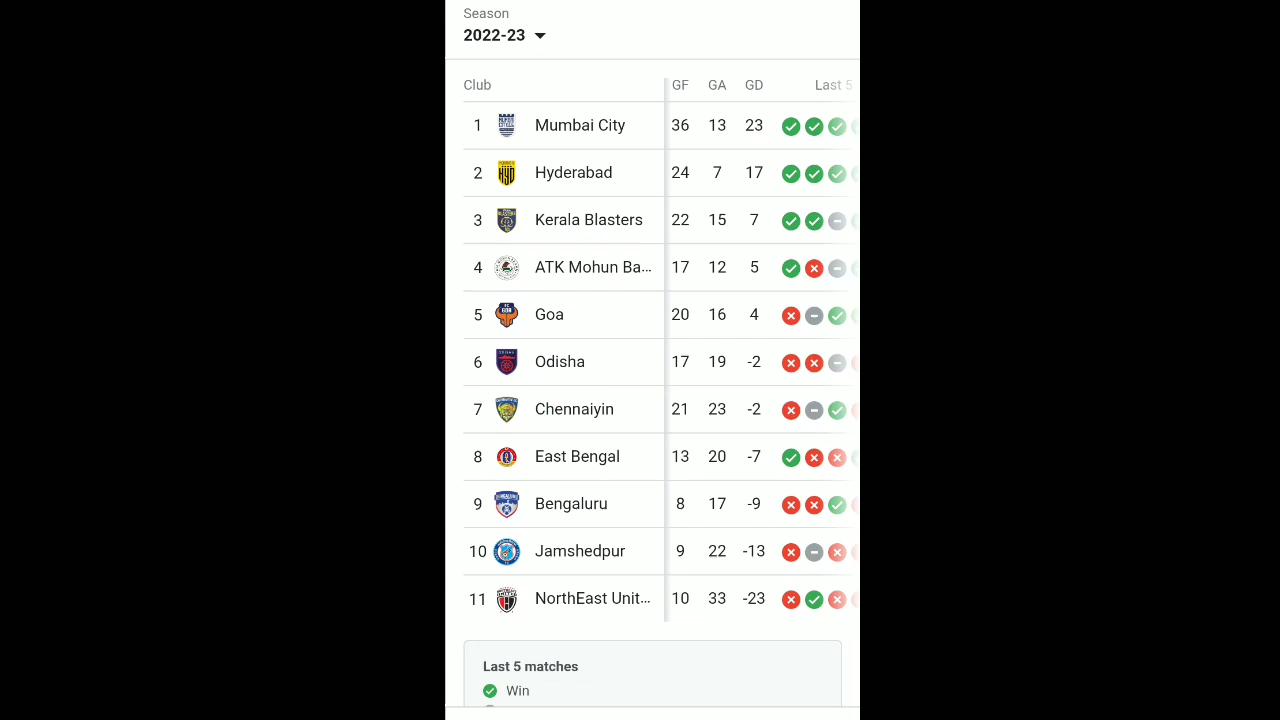 Season
2022-23
Club GF GA GD Last 5
1 Mumbai City 36 13 23
2 HYD Hyderabad 24 7 17
3 Kerala Blasters 22 15 7
4 ATK Mohun Ba... 17 12 5
5 Goa 20 16 4
6 Odisha 17 19 -2
7 Chennaiyin 21 23 -2
8 East Bengal 13 20 -7
9 Bengaluru 8 17 -9
10 Jamshedpur 9 22 -13
11 NorthEast Unit... 10 33 -23
Last 5 matches
Win